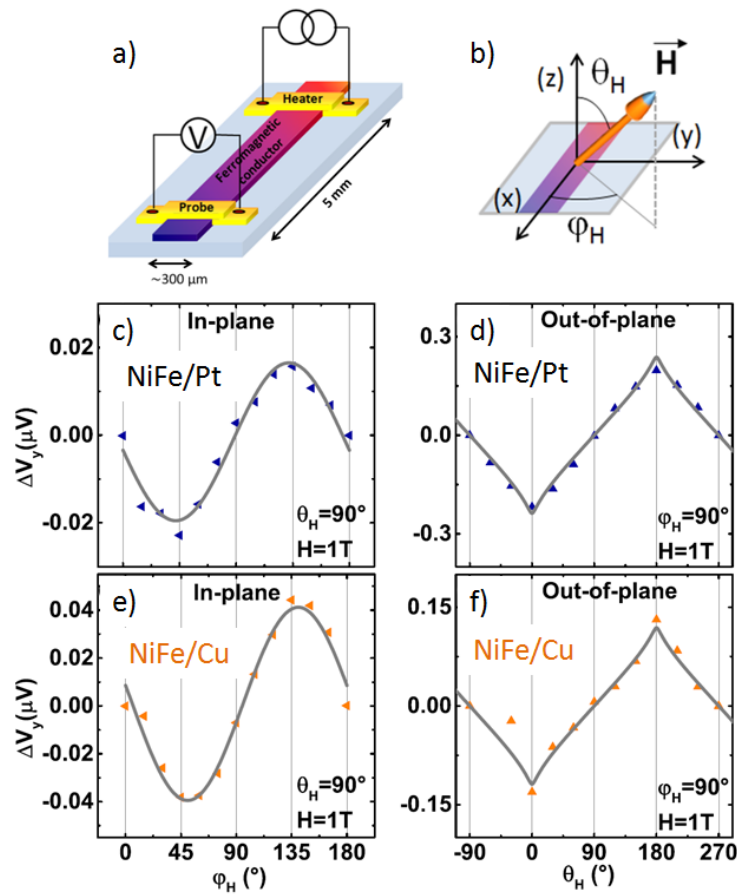 a)
Heater
V
Ferromagnetic
conductor
Probe
5 mm
~300 µm
b)
(z)
θH
H
(y)
(x)
φH
c)
In-plane
NiFe/Pt
0.02
0.00
-0.02
ΔVy(µV)
θH=90°
H=1T
d)
Out-of-plane
NiFe/Pt
0.3
0.0
-0.3
φH=90°
H=1T
e)
In-plane
NiFe/Cu
0.04
0.02
0.00
-0.02
-0.04
ΔVy(µV)
θH=90°
H=1T
0 45 90 135 180
φH (°)
f)
Out-of-plane
NiFe/Cu
0.15
0.00
-0.15
φH=90°
H=1T
-90 0 90 180 270
θH (°)